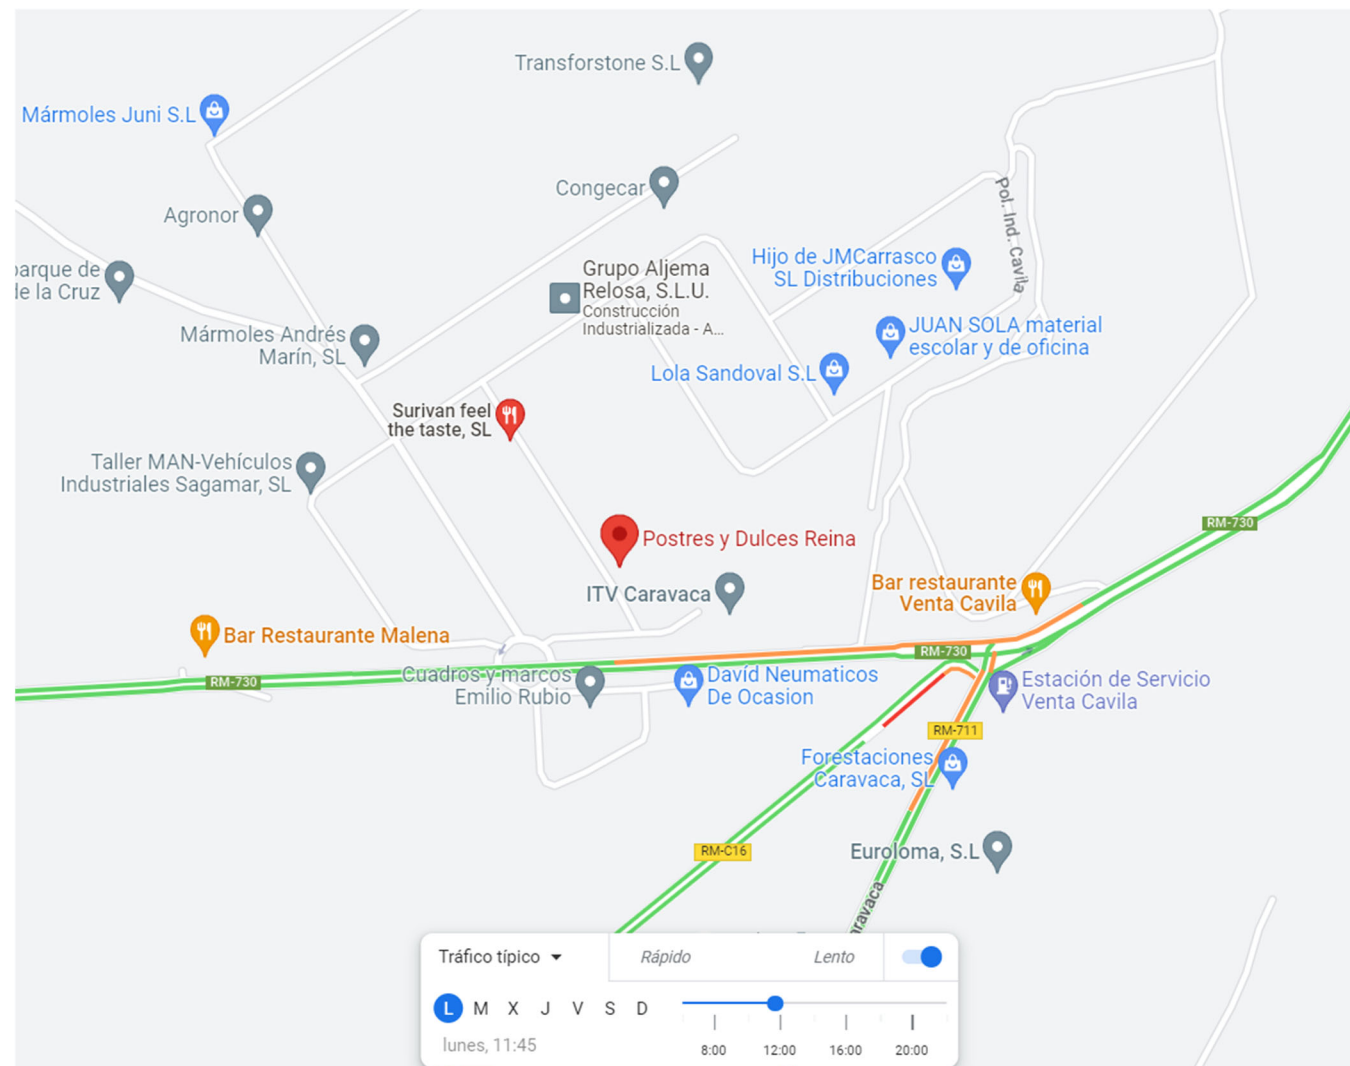 Transforstone S.L
Mármoles Juni S.L
Congecar
Agronor
Pol. Ind. Cavila
parque de
de la Cruz
Hijo de JMCarrasco
SL Distribuciones
Grupo Aljema
Relosa, S.L.U.
Construcción
Industrializada - A...
Mármoles Andrés
Marín, SL
JUAN SOLA material
escolar y de oficina
Lola Sandoval S.L
Surivan feel
the taste, SL
Taller MAN-Vehículos
Industriales Sagamar, SL
RM-730
Postres y Dulces Reina
ITV Caravaca
Bar restaurante
Venta Cavila
Bar Restaurante Malena
RM-730
RM-730
Cuadros y marcos
Emilio Rubio
David Neumaticos
De Ocasion
Estación de Servicio
Venta Cavila
RM-711
Forestaciones
Caravaca, SL
RM-C16
Euroloma, S.L
aravaca
Tráfico típico
Rápido
Lento
L M X J V S D
lunes, 11:45
8:00 12:00 16:00 20:00